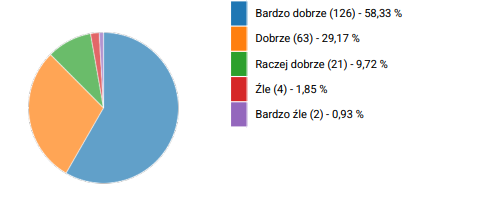 Bardzo dobrze (126) - 58,33 %
Dobrze (63) - 29,17 %
Raczej dobrze (21) - 9,72 %
Źle (4) - 1,85 %
Bardzo źle (2) - 0,93 %